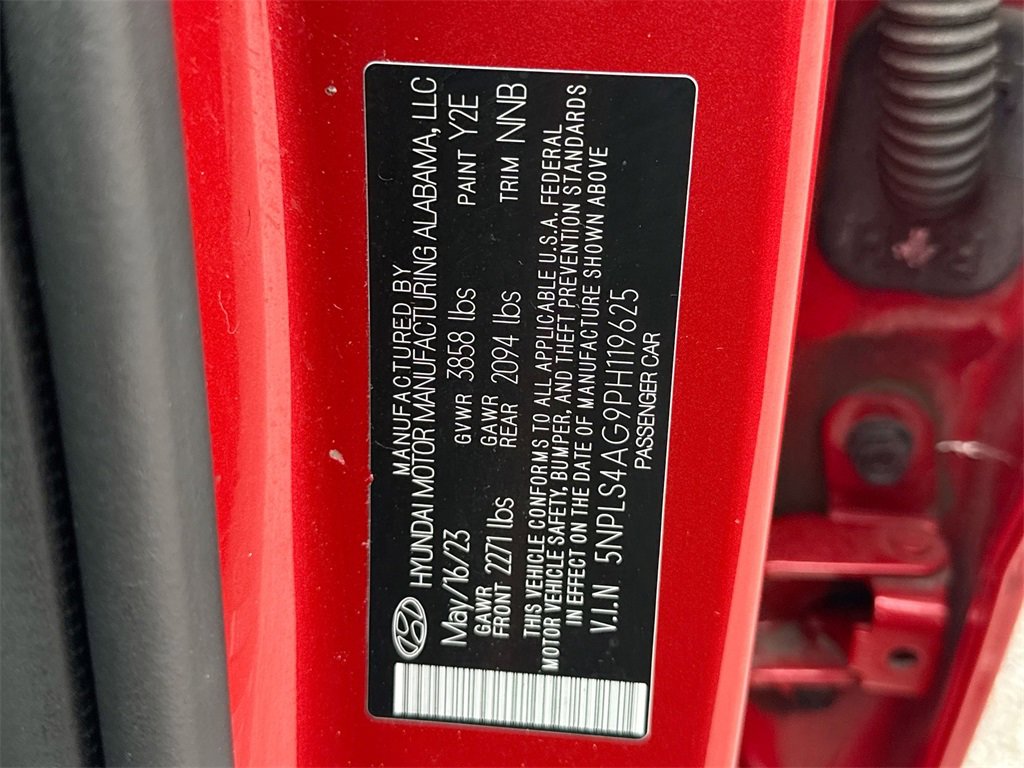 MANUFACTURED BY
HYUNDAI MOTOR MANUFACTURING ALABAMA, LLC
May/16/23 GVWR 3858 lbs PAINT Y2E
GAWR FRONT 2271 lbs GAWR REAR 2094 lbs TRIM NNB
THIS VEHICLE CONFORMS TO ALL APPLICABLE U.S.A. FEDERAL
MOTOR VEHICLE SAFETY, BUMPER, AND THEFT PREVENTION STANDARDS
IN EFFECT ON THE DATE OF MANUFACTURE SHOWN ABOVE
V.I.N 5NPLS4AG9PH119625
PASSENGER CAR